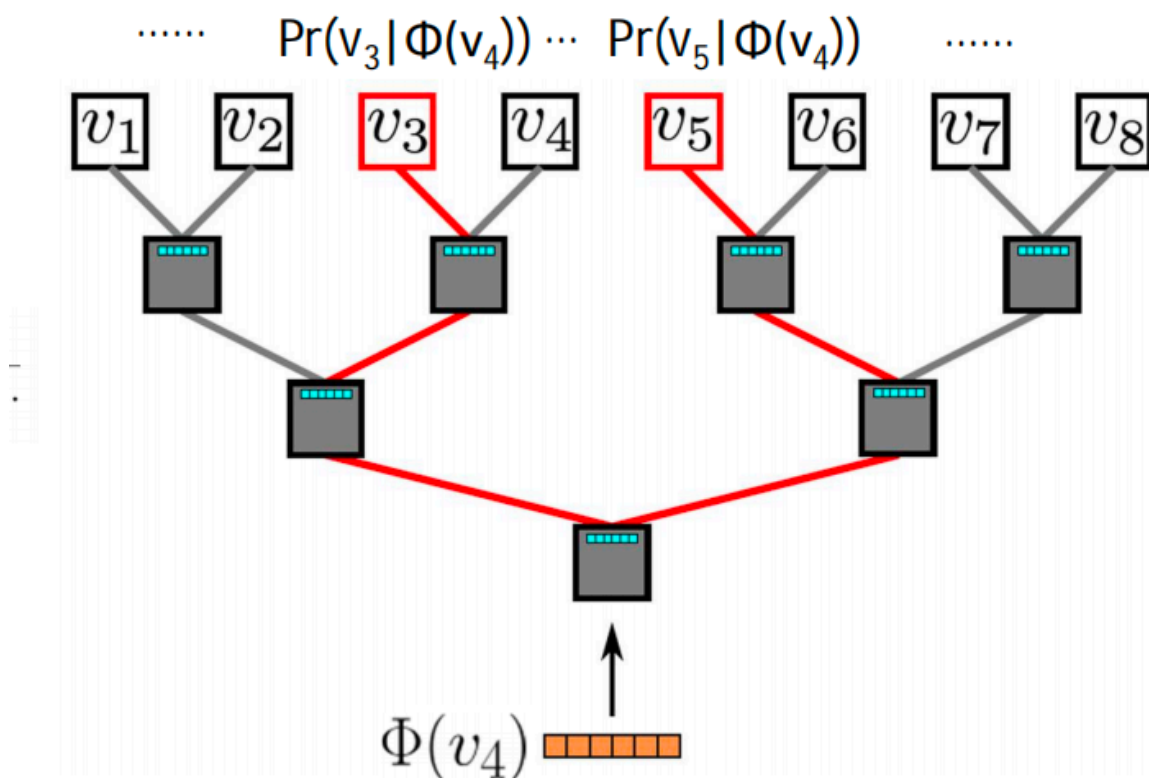 ...... Pr(v₃|Φ(v₄)) ... Pr(v₅|Φ(v₄)) ......
v₁ v₂ v₃ v₄ v₅ v₆ v₇ v₈
Φ(v₄)